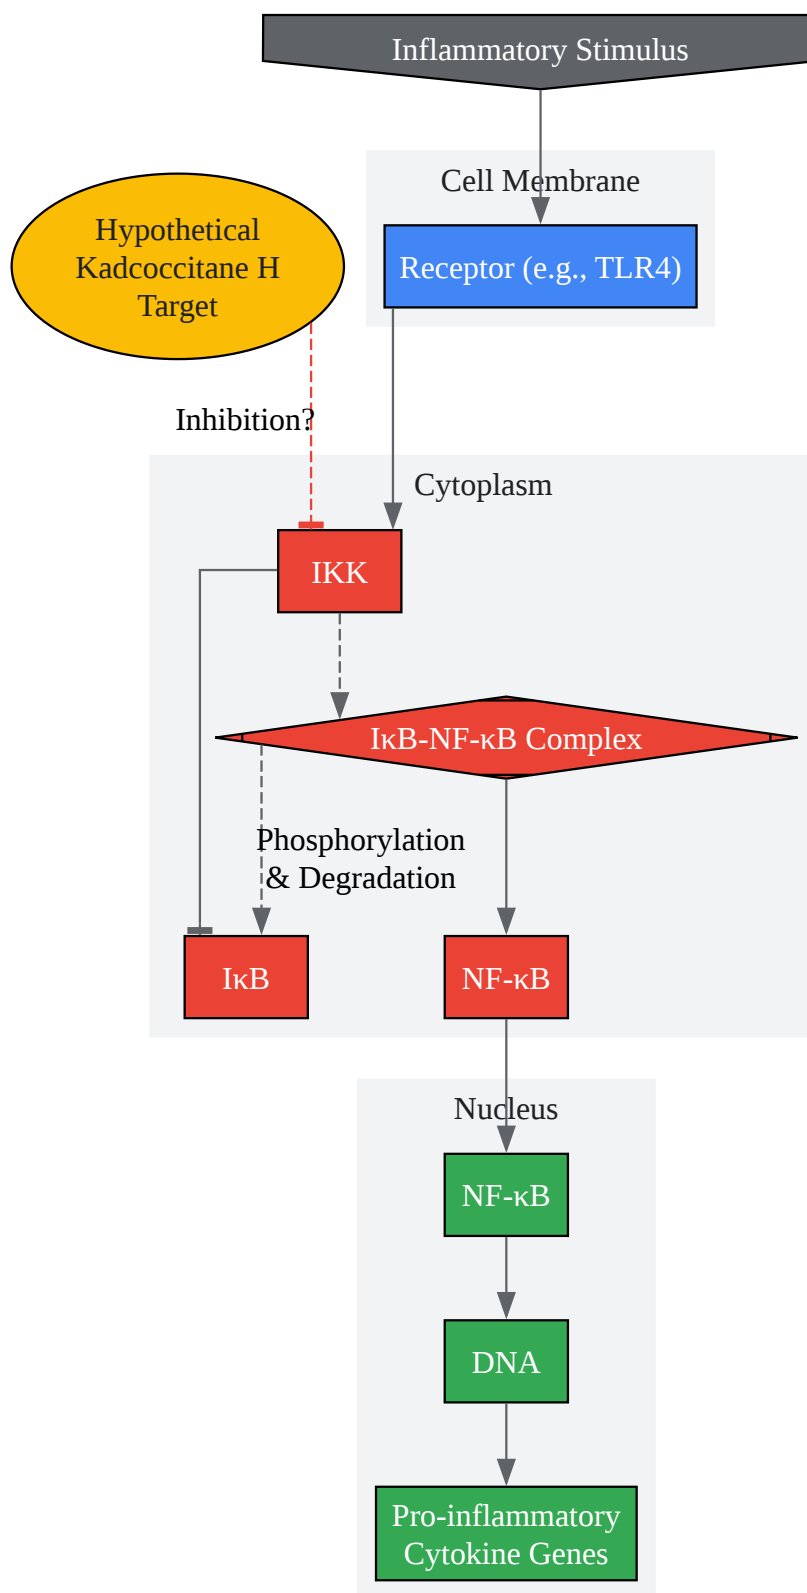 Inflammatory Stimulus
Cell Membrane
Receptor (e.g., TLR4)
Hypothetical
Kadcoccitane H
Target
Inhibition?
Cytoplasm
IKK
IκB-NF-κB Complex
Phosphorylation
& Degradation
IκB
NF-κB
Nucleus
NF-κB
DNA
Pro-inflammatory
Cytokine Genes